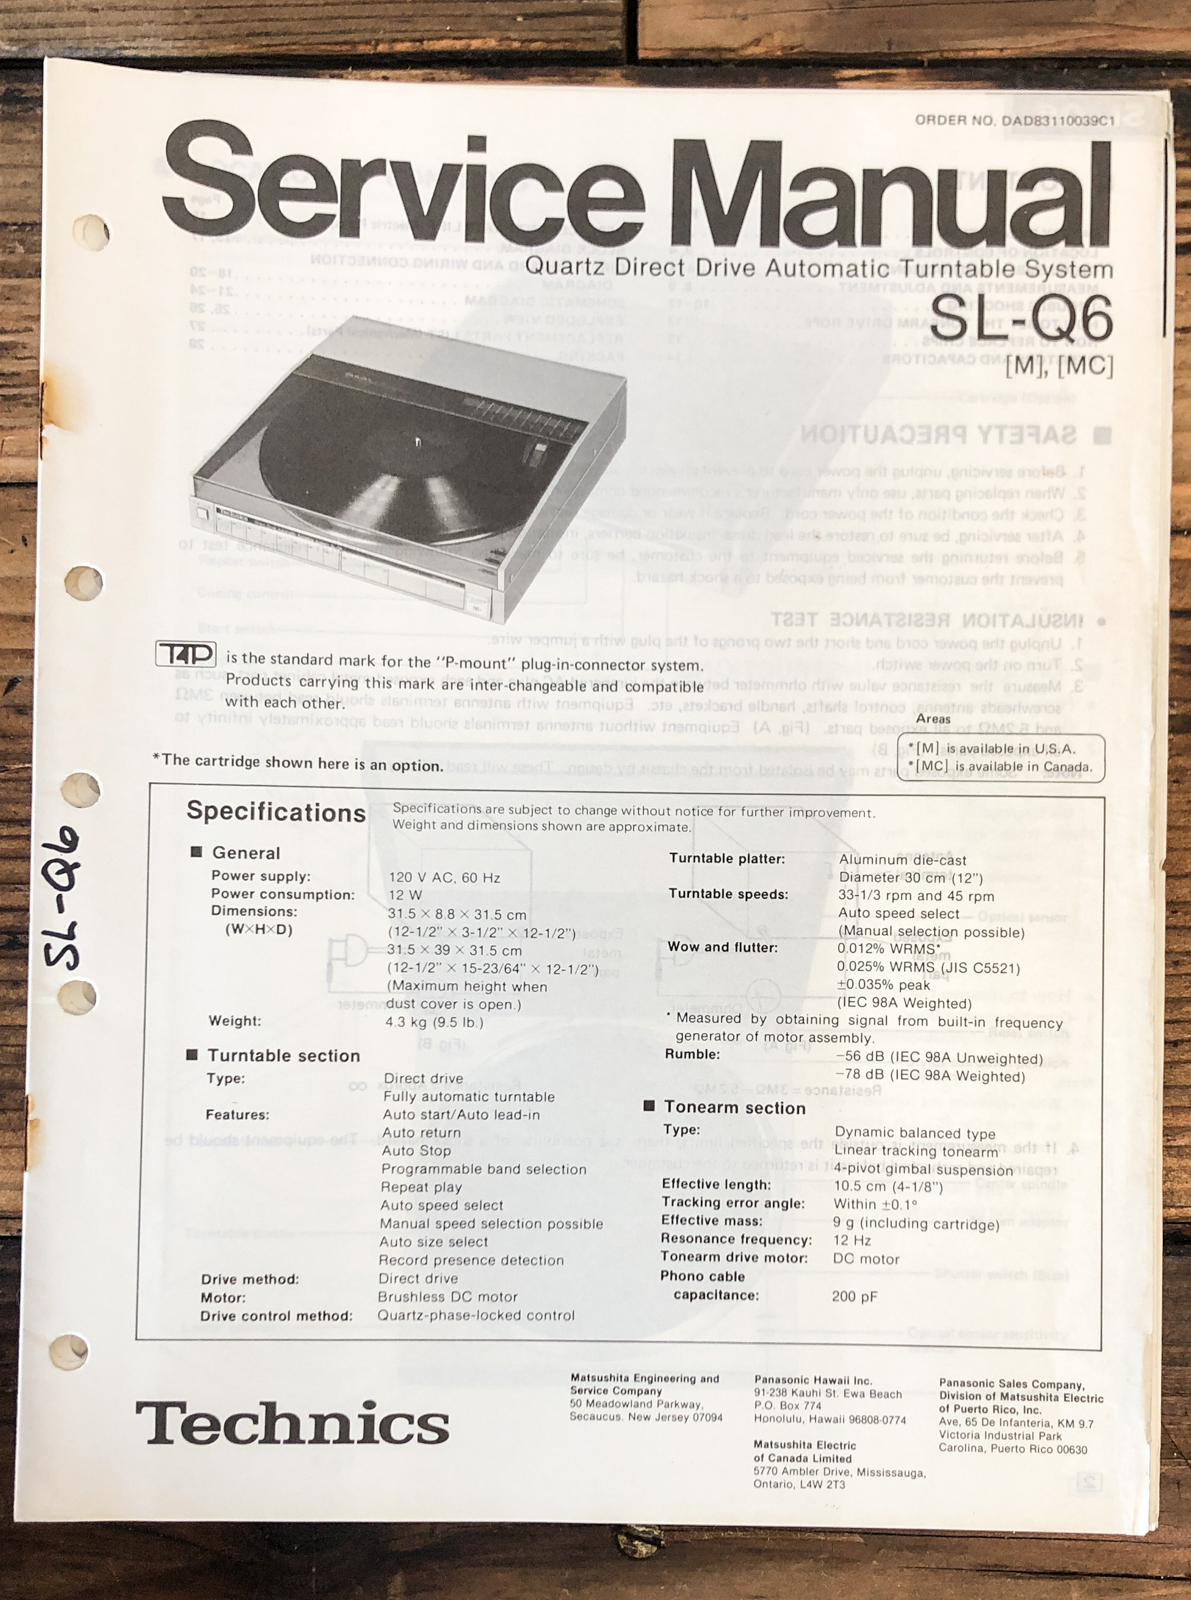 ORDER NO. DAD83110039C1
Service Manual
Quartz Direct Drive Automatic Turntable System
SL-Q6
[M], [MC]
T4P is the standard mark for the "P-mount" plug-in-connector system.
Products carrying this mark are inter-changeable and compatible
with each other.
Areas
*[M] is available in U.S.A.
*[MC] is available in Canada.
*The cartridge shown here is an option.
SL-Q6
Specifications
Specifications are subject to change without notice for further improvement.
Weight and dimensions shown are approximate.
■ General
Power supply: 120 V AC, 60 Hz
Power consumption: 12 W
Dimensions: 31.5 × 8.8 × 31.5 cm
(W×H×D) (12-1/2" × 3-1/2" × 12-1/2")
31.5 × 39 × 31.5 cm
(12-1/2" × 15-23/64" × 12-1/2")
(Maximum height when
dust cover is open.)
Weight: 4.3 kg (9.5 lb.)
■ Turntable section
Type: Direct drive
Fully automatic turntable
Features: Auto start/Auto lead-in
Auto return
Auto Stop
Programmable band selection
Repeat play
Auto speed select
Manual speed selection possible
Auto size select
Record presence detection
Drive method: Direct drive
Motor: Brushless DC motor
Drive control method: Quartz-phase-locked control
Turntable platter: Aluminum die-cast
Diameter 30 cm (12")
Turntable speeds: 33-1/3 rpm and 45 rpm
Auto speed select
(Manual selection possible)
Wow and flutter: 0.012% WRMS*
0.025% WRMS (JIS C5521)
±0.035% peak
(IEC 98A Weighted)
* Measured by obtaining signal from built-in frequency
generator of motor assembly.
Rumble: −56 dB (IEC 98A Unweighted)
−78 dB (IEC 98A Weighted)
■ Tonearm section
Type: Dynamic balanced type
Linear tracking tonearm
4-pivot gimbal suspension
Effective length: 10.5 cm (4-1/8")
Tracking error angle: Within ±0.1°
Effective mass: 9 g (including cartridge)
Resonance frequency: 12 Hz
Tonearm drive motor: DC motor
Phono cable
capacitance: 200 pF
Technics
Matsushita Engineering and
Service Company
50 Meadowland Parkway,
Secaucus. New Jersey 07094
Panasonic Hawaii Inc.
91-238 Kauhi St. Ewa Beach
P.O. Box 774
Honolulu, Hawaii 96808-0774
Matsushita Electric
of Canada Limited
5770 Ambler Drive, Mississauga,
Ontario, L4W 2T3
Panasonic Sales Company,
Division of Matsushita Electric
of Puerto Rico, Inc.
Ave, 65 De Infanteria, KM 9.7
Victoria Industrial Park
Carolina, Puerto Rico 00630